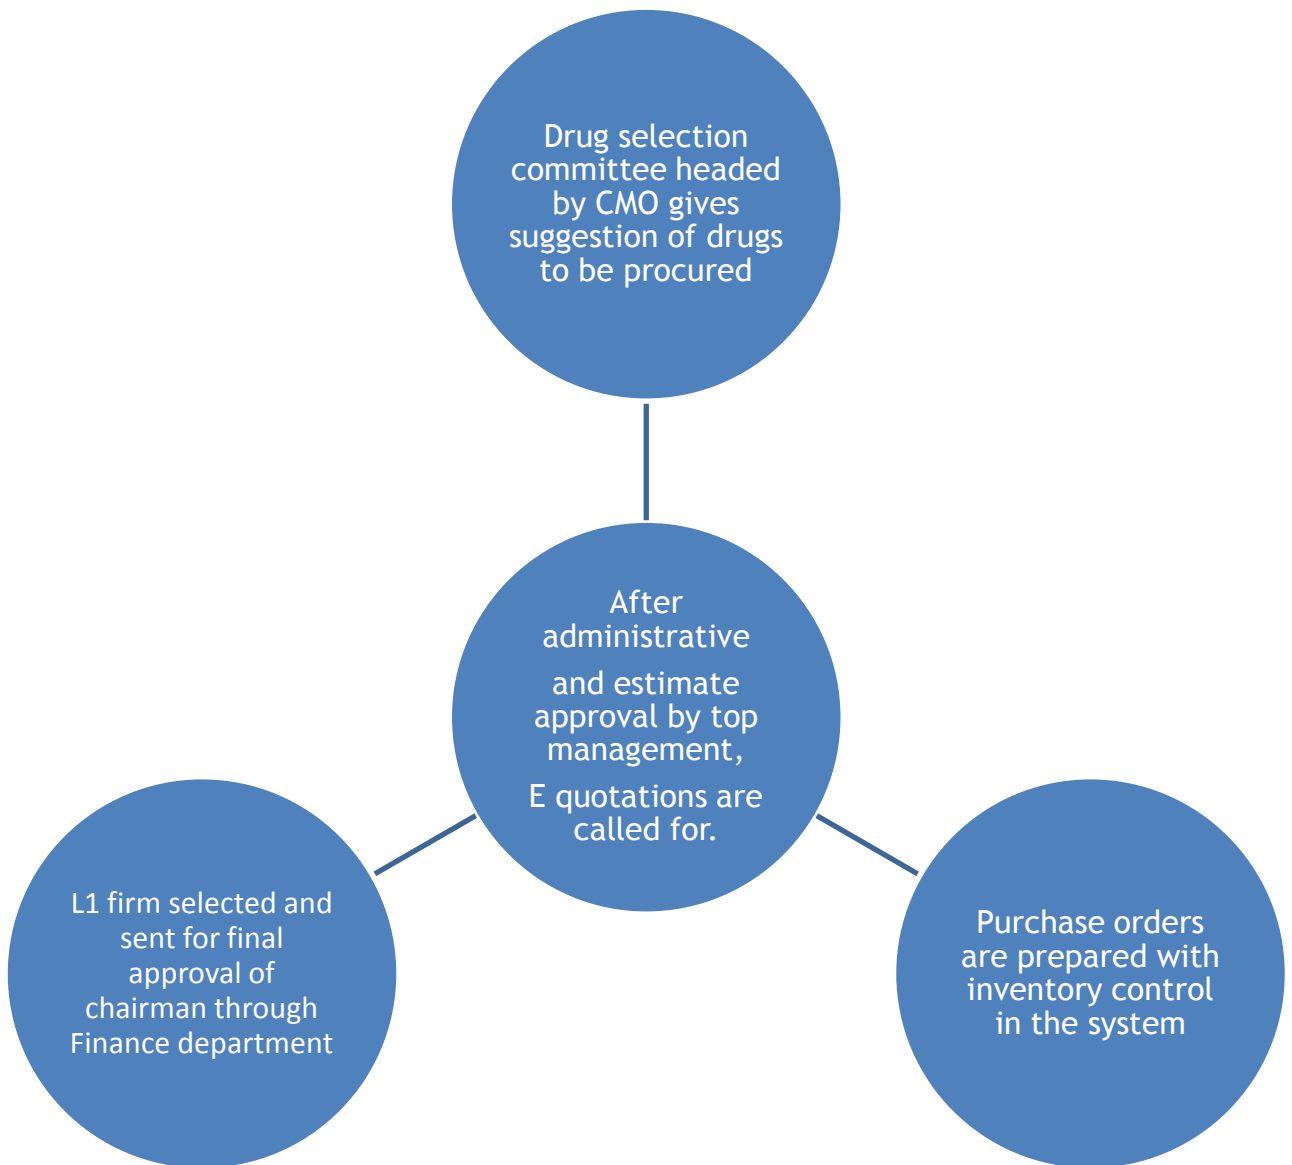 Drug selection
committee headed
by CMO gives
suggestion of drugs
to be procured
After
administrative
and estimate
approval by top
management,
E quotations are
called for.
L1 firm selected and
sent for final
approval of
chairman through
Finance department
Purchase orders
are prepared with
inventory control
in the system